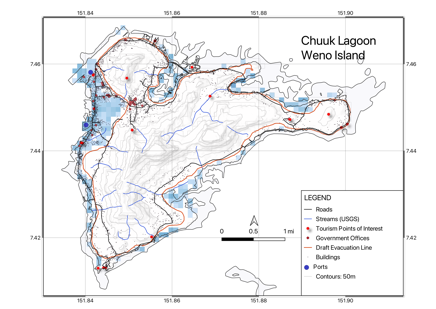 151.84 151.86 151.88 151.90
Chuuk Lagoon
Weno Island
7.46 7.46
7.44 7.44
7.42 7.42
LEGEND
Roads
Streams (USGS)
Tourism Points of Interest
Government Offices
Draft Evacuation Line
Buildings
Ports
Contours: 50m
0 0.5 1 mi
151.84 151.86 151.88 151.90